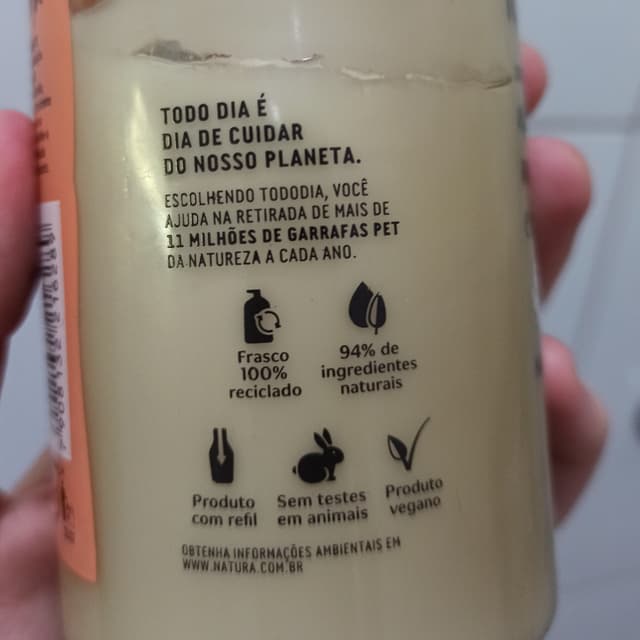 TODO DIA É
DIA DE CUIDAR
DO NOSSO PLANETA.
ESCOLHENDO TODODIA, VOCÊ
AJUDA NA RETIRADA DE MAIS DE
11 MILHÕES DE GARRAFAS PET
DA NATUREZA A CADA ANO.
Frasco
100%
reciclado
94% de
ingredientes
naturais
Produto
com refil
Sem testes
em animais
Produto
vegano
OBTENHA INFORMAÇÕES AMBIENTAIS EM
WWW.NATURA.COM.BR